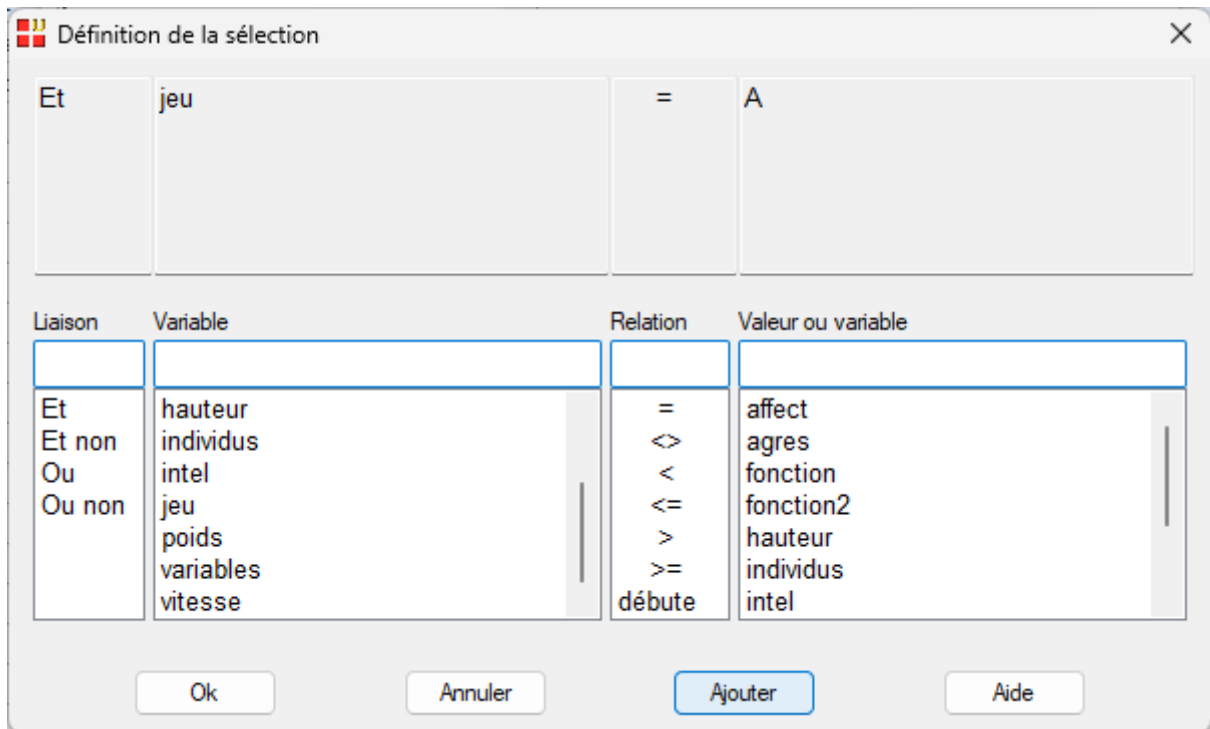 Définition de la sélection
Et jeu = A
Liaison Variable Relation Valeur ou variable
Et hauteur = affect
Et non individus <> agres
Ou intel < fonction
Ou non jeu <= fonction2
poids > hauteur
variables >= individus
vitesse débute intel
Ok Annuler Ajouter Aide